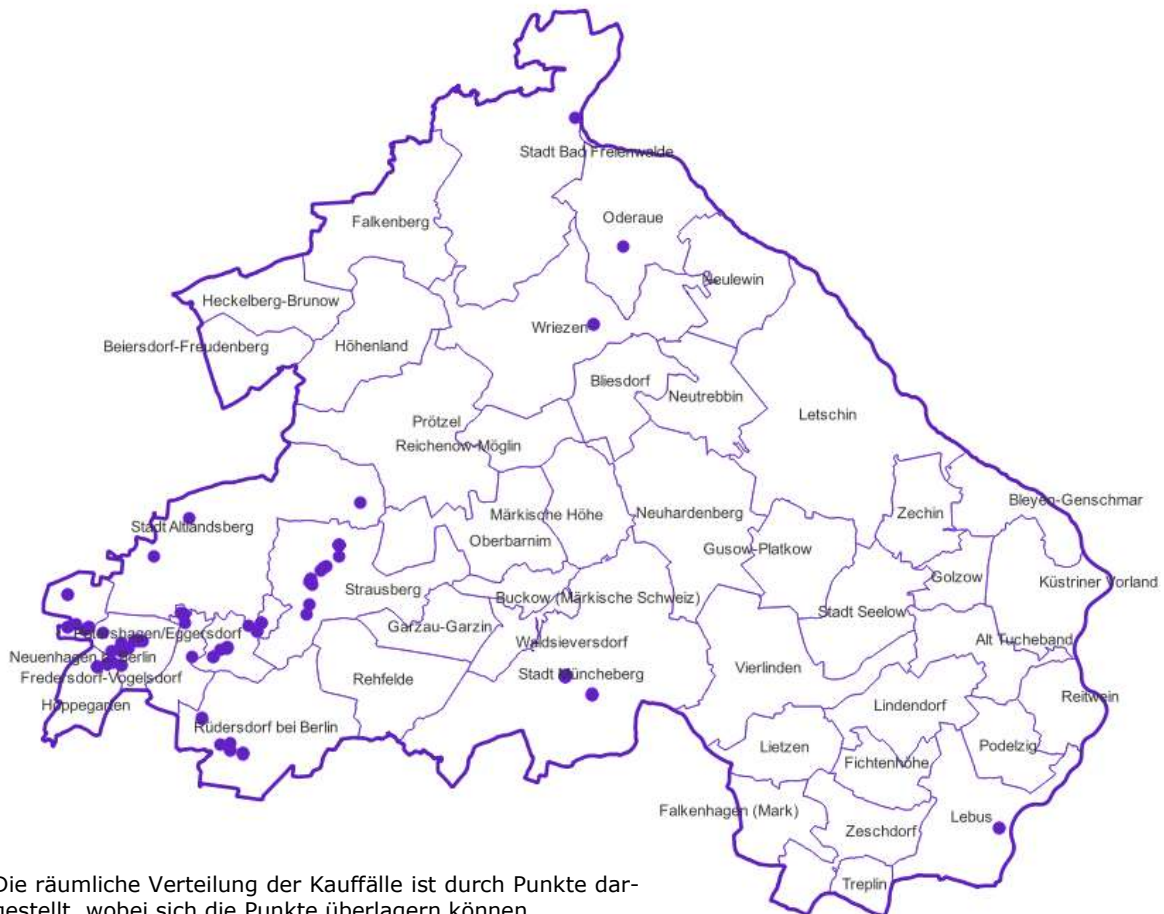 Stadt Bad Freienwalde
Oderaue
Falkenberg
Neulewin
Heckelberg-Brunow
Wriezen
Beiersdorf-Freudenberg
Höhenland
Bliesdorf
Neutrebbin
Letschin
Prötzel
Reichenow-Möglin
Bleyen-Genschmar
Stadt Altlandsberg
Märkische Höhe
Neuhardenberg
Zechin
Oberbarnim
Gusow-Platkow
Golzow
Küstriner Vorland
Strausberg
Buckow (Märkische Schweiz)
Stadt Seelow
Garzau-Garzin
Petershagen/Eggersdorf
Waldsieversdorf
Alt Tucheband
Neuenhagen b. Berlin
Vierlinden
Fredersdorf-Vogelsdorf
Rehfelde
Stadt Müncheberg
Reitwein
Hoppegarten
Lindendorf
Rüdersdorf bei Berlin
Lietzen
Podelzig
Fichtenhöhe
Falkenhagen (Mark)
Lebus
Zeschdorf
Treplin
Die räumliche Verteilung der Kauffälle ist durch Punkte dar-
gestellt, wobei sich die Punkte überlagern können